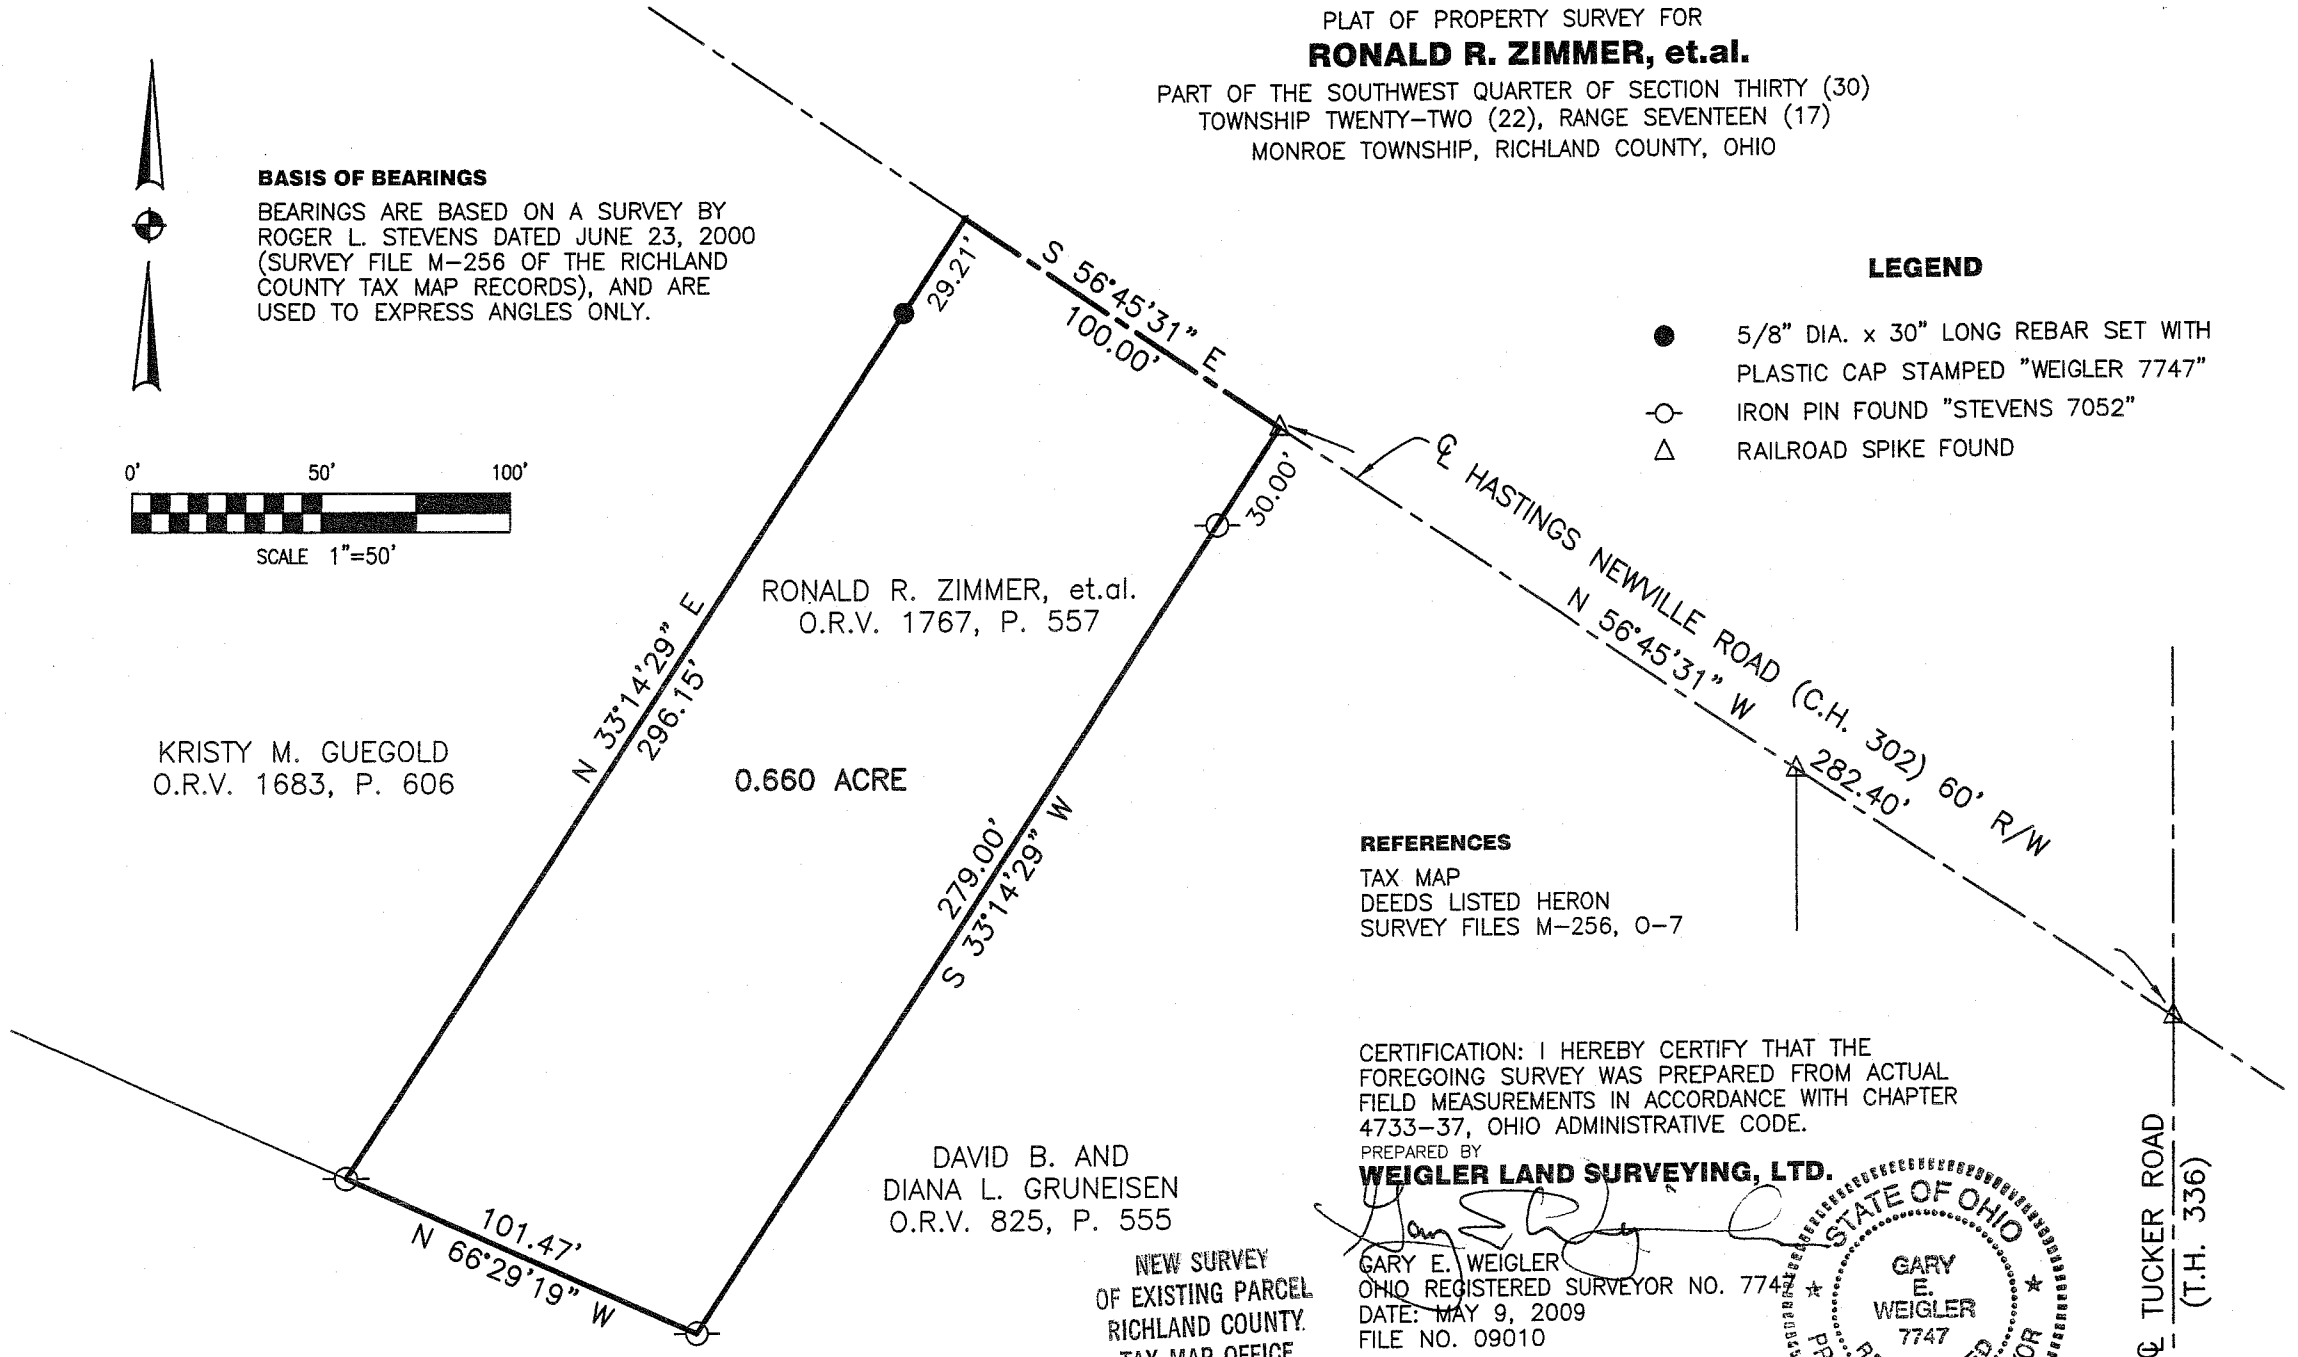 PLAT OF PROPERTY SURVEY FOR
RONALD R. ZIMMER, et.al.
PART OF THE SOUTHWEST QUARTER OF SECTION THIRTY (30)
TOWNSHIP TWENTY-TWO (22), RANGE SEVENTEEN (17)
MONROE TOWNSHIP, RICHLAND COUNTY, OHIO
BASIS OF BEARINGS
BEARINGS ARE BASED ON A SURVEY BY
ROGER L. STEVENS DATED JUNE 23, 2000
(SURVEY FILE M-256 OF THE RICHLAND
COUNTY TAX MAP RECORDS), AND ARE
USED TO EXPRESS ANGLES ONLY.
0' 50' 100'
SCALE 1"=50'
LEGEND
5/8" DIA. x 30" LONG REBAR SET WITH
PLASTIC CAP STAMPED "WEIGLER 7747"
IRON PIN FOUND "STEVENS 7052"
RAILROAD SPIKE FOUND
29.21'
S 56°45'31" E
100.00'
30.00'
℄ HASTINGS NEWVILLE ROAD (C.H. 302) 60' R/W
N 56°45'31" W
282.40'
RONALD R. ZIMMER, et.al.
O.R.V. 1767, P. 557
N 33°14'29" E
296.15'
KRISTY M. GUEGOLD
O.R.V. 1683, P. 606
0.660 ACRE
279.00'
S 33°14'29" W
REFERENCES
TAX MAP
DEEDS LISTED HERON
SURVEY FILES M-256, O-7
101.47'
N 66°29'19" W
DAVID B. AND
DIANA L. GRUNEISEN
O.R.V. 825, P. 555
CERTIFICATION: I HEREBY CERTIFY THAT THE
FOREGOING SURVEY WAS PREPARED FROM ACTUAL
FIELD MEASUREMENTS IN ACCORDANCE WITH CHAPTER
4733-37, OHIO ADMINISTRATIVE CODE.
PREPARED BY
WEIGLER LAND SURVEYING, LTD.
GARY E. WEIGLER
OHIO REGISTERED SURVEYOR NO. 7747
DATE: MAY 9, 2009
FILE NO. 09010
NEW SURVEY
OF EXISTING PARCEL
RICHLAND COUNTY
TAX MAP OFFICE
STATE OF OHIO
GARY
E.
WEIGLER
7747
℄ TUCKER ROAD
(T.H. 336)